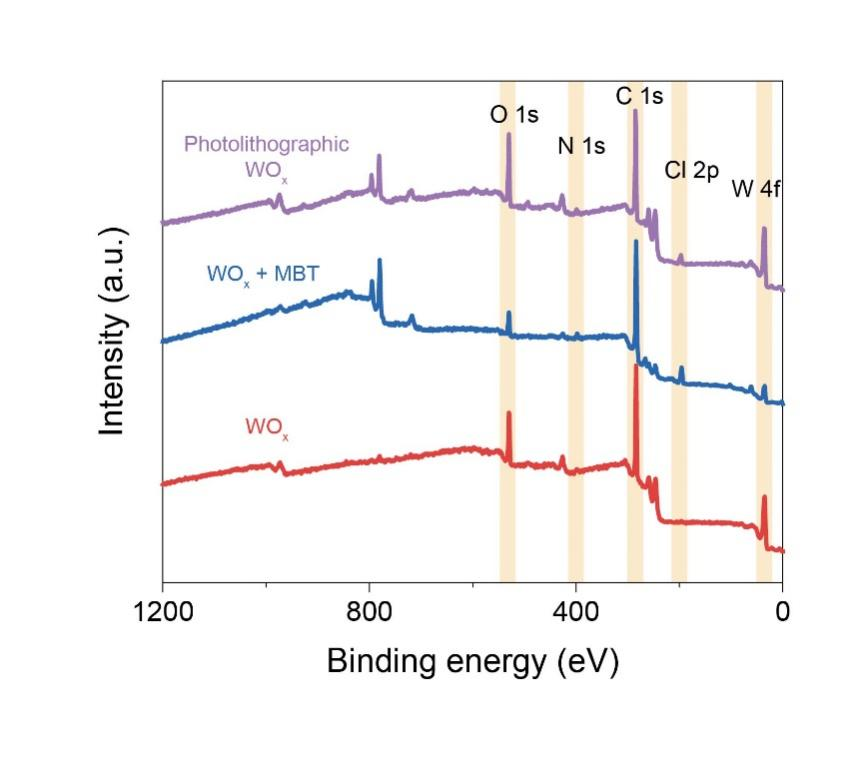 C 1s
O 1s
Photolithographic
WOₓ
N 1s
Cl 2p
W 4f
WOₓ + MBT
WOₓ
Intensity (a.u.)
1200 800 400 0
Binding energy (eV)